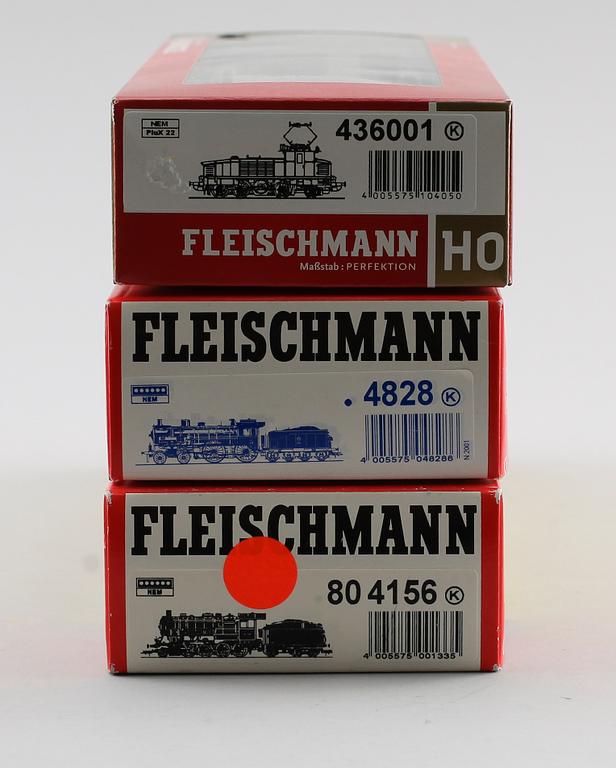 NEM
PluX 22
436001 K
4 005575 104050
FLEISCHMANN
HO
Maßstab: PERFEKTION
FLEISCHMANN
NEM
. 4828 K
4 005575 048288
N 2001
FLEISCHMANN
NEM
80 4156 K
4 005575 001335